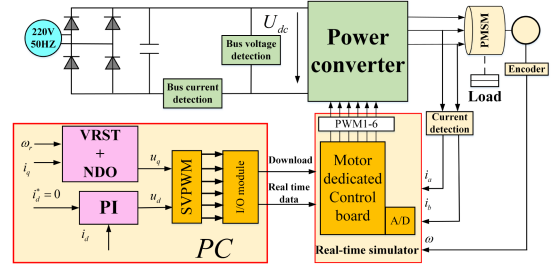 220V
50HZ
U_dc
Bus voltage
detection
Bus current
detection
Power
converter
PMSM
Encoder
Load
Current
detection
PWM1-6
VRST
+
NDO
ω_r
i_q
u_q
i_d^* = 0
PI
u_d
i_d
SVPWM
I/O module
PC
Download
Real time
data
Motor
dedicated
Control
board
A/D
Real-time simulator
i_a
i_b
ω